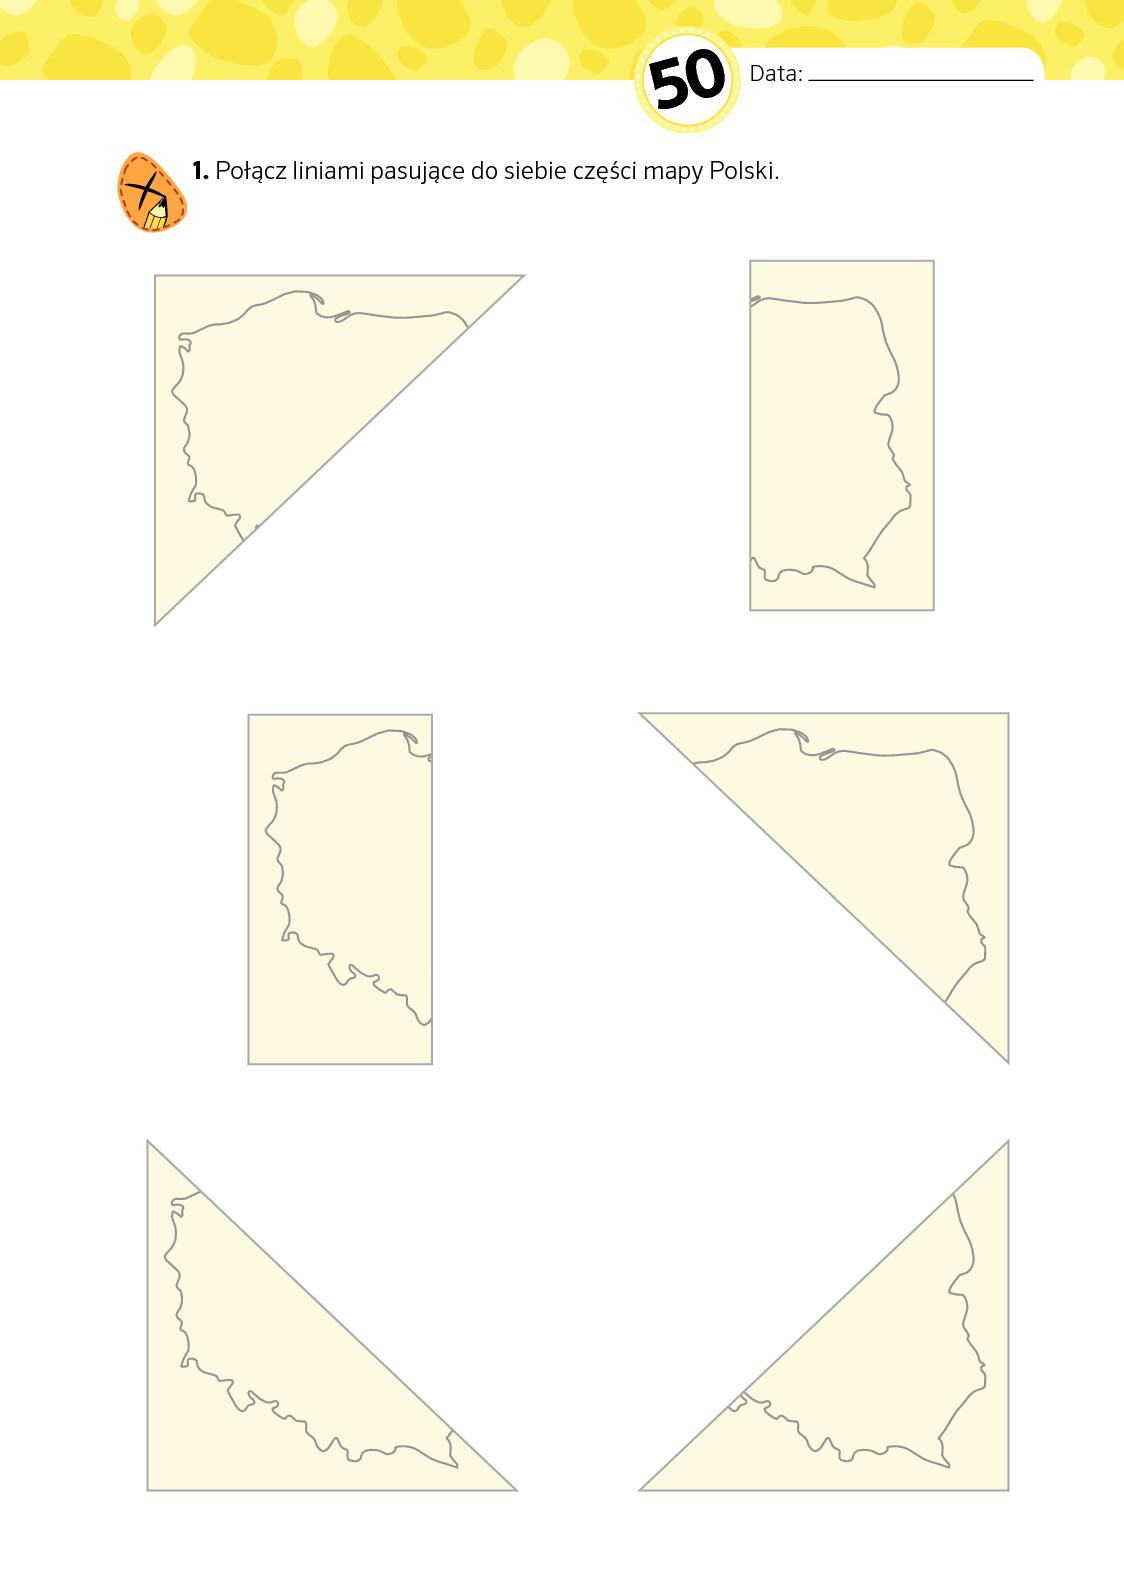 50
Data:
1. Połącz liniami pasujące do siebie części mapy Polski.